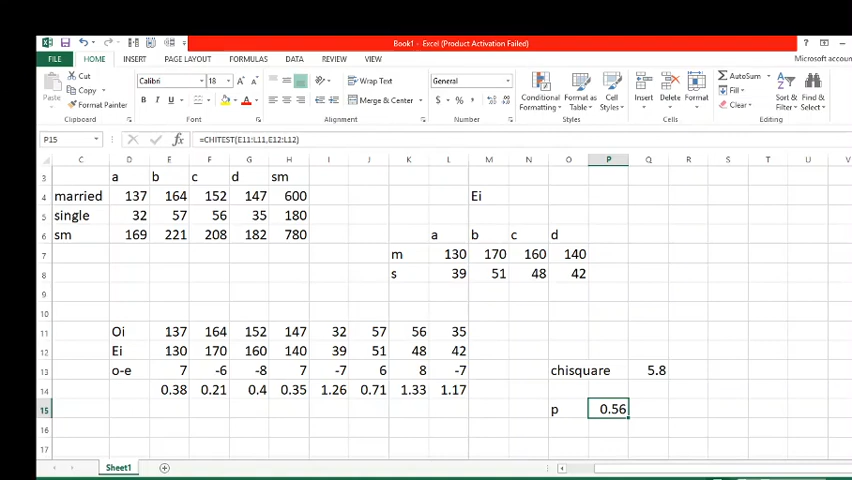 Book1 - Excel (Product Activation Failed)
FILE HOME INSERT PAGE LAYOUT FORMULAS DATA REVIEW VIEW Microsoft accou
Cut
Copy
Format Painter
Paste
Clipboard
Calibri 18
B I U
Font
Wrap Text
Merge & Center
Alignment
General
$ %
Number
Conditional Formatting
Format as Table
Cell Styles
Styles
Insert Delete Format
Cells
AutoSum
Fill
Clear
Sort & Filter
Find & Select
Editing
P15 fx =CHITEST(E11:L11,E12:L12)
C D E F G H I J K L M N O P Q R S T U V
3 a b c d sm
4 married 137 164 152 147 600 Ei
5 single 32 57 56 35 180
6 sm 169 221 208 182 780 a b c d
7 m 130 170 160 140
8 s 39 51 48 42
9
10
11 Oi 137 164 152 147 32 57 56 35
12 Ei 130 170 160 140 39 51 48 42
13 o-e 7 -6 -8 7 -7 6 8 -7 chisquare 5.8
14 0.38 0.21 0.4 0.35 1.26 0.71 1.33 1.17
15 p 0.56
16
17
Sheet1